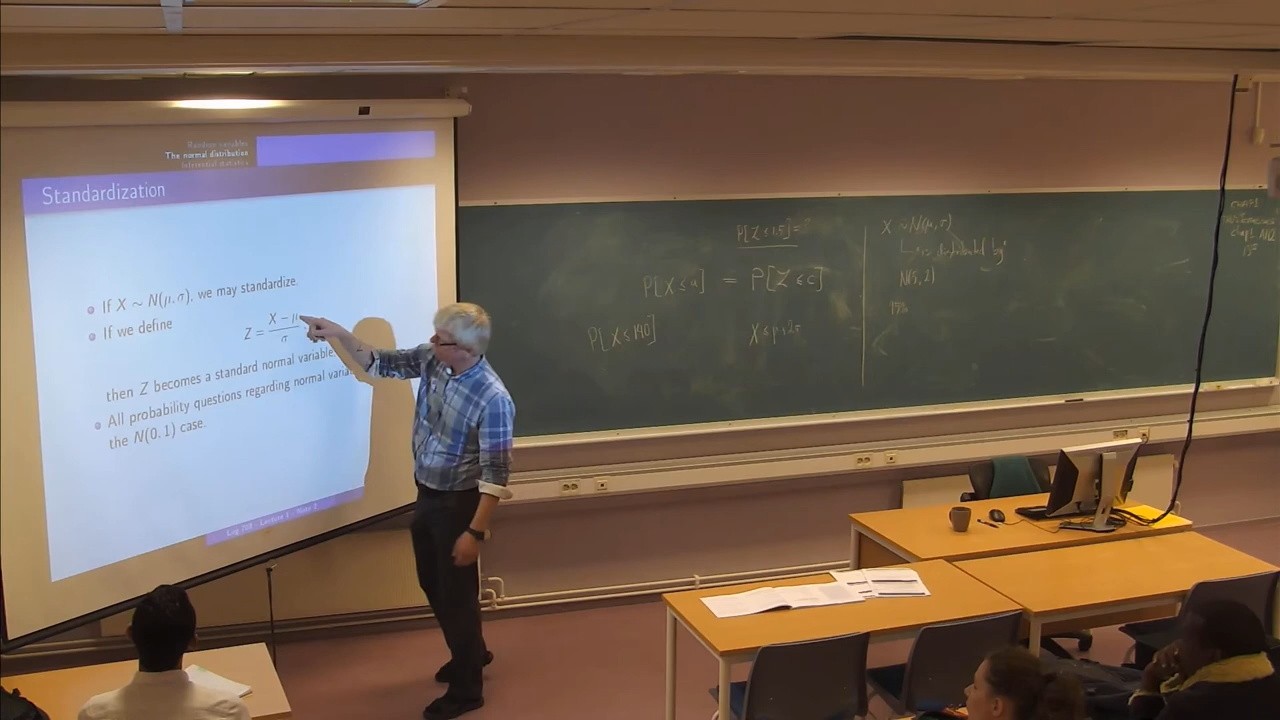 Random variables
The normal distribution
Inferential statistics
Standardization
If X ∼ N(μ, σ), we may standardize.
If we define
Z = X − μ / σ
then Z becomes a standard normal variable
All probability questions regarding normal varia
the N(0, 1) case.
P[Z ≤ 1.5] = ?
P[X ≤ a] = P[Z ≤ c]
P[X ≤ 140]
X ≤ μ + 2σ
X ∼ N(μ, σ)
N(5, 2)
15%